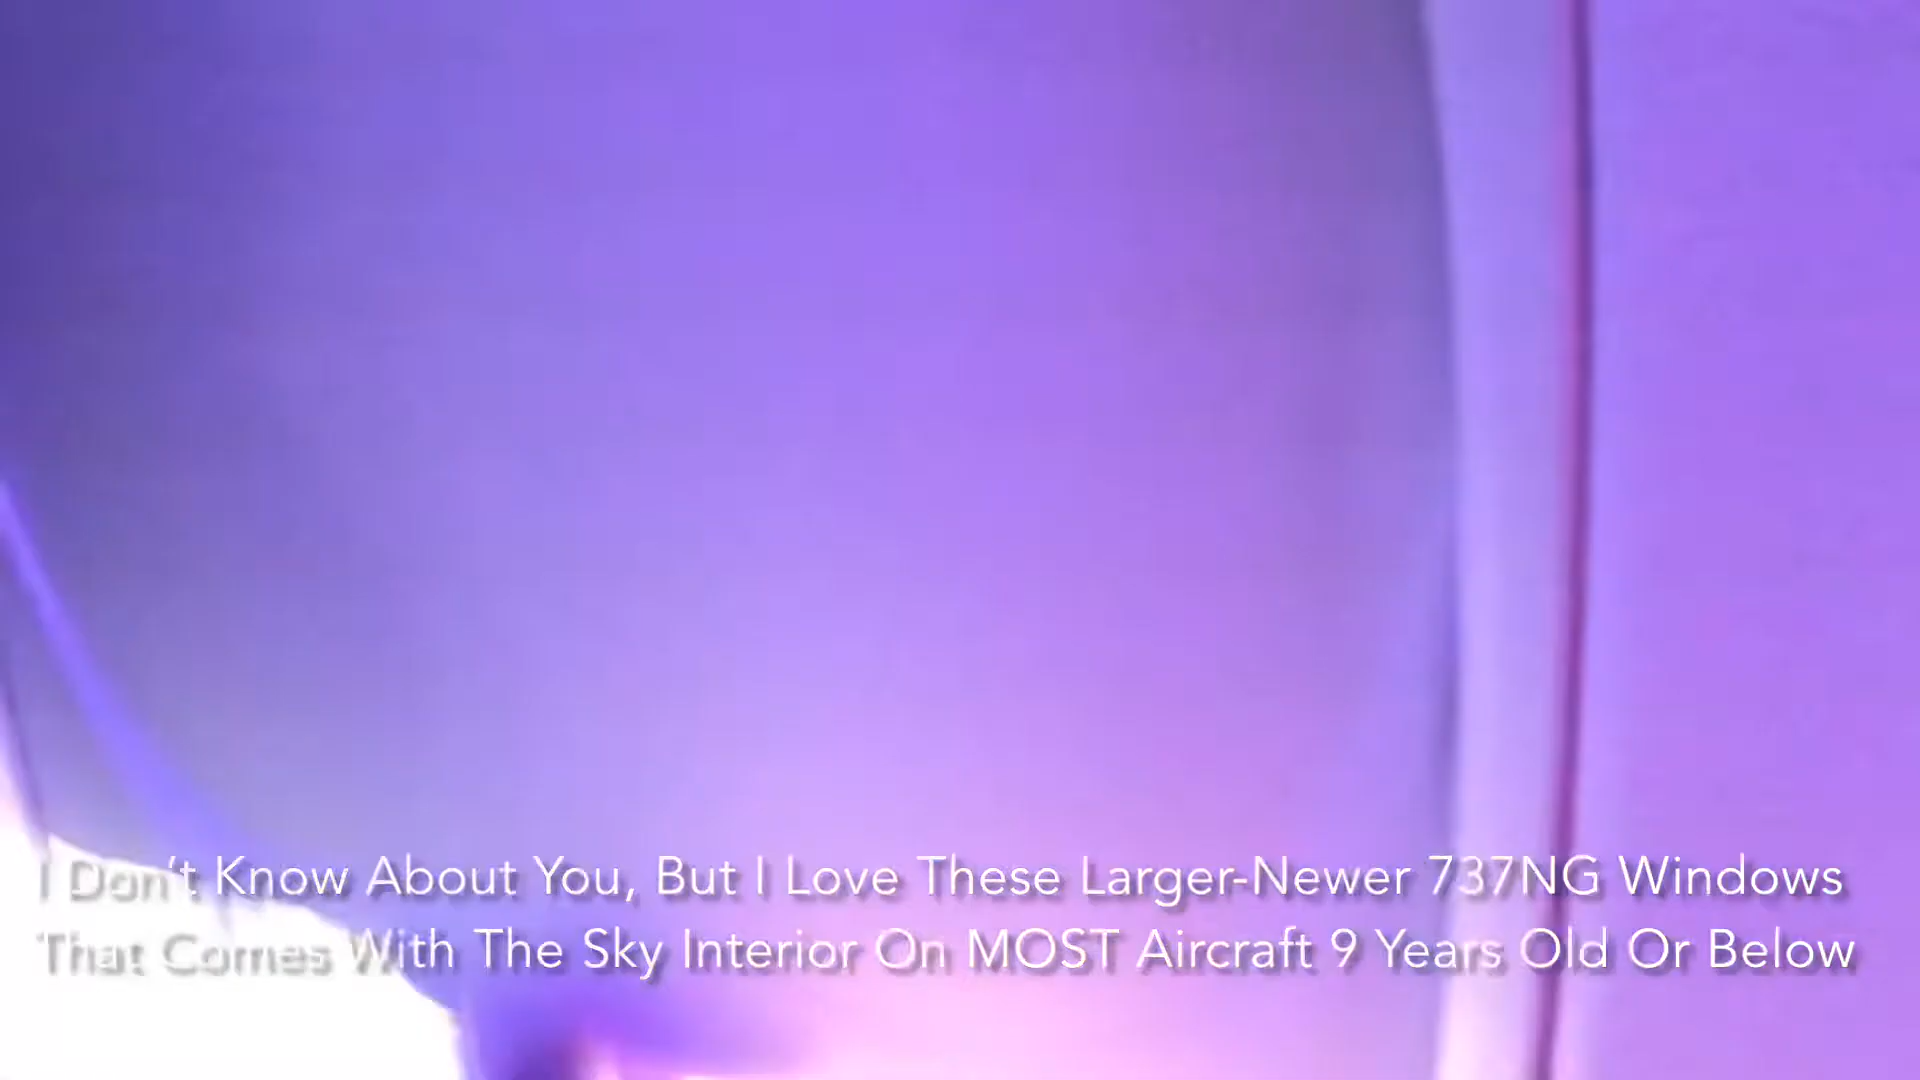 I Don't Know About You, But I Love These Larger-Newer 737NG Windows
That Comes With The Sky Interior On MOST Aircraft 9 Years Old Or Below